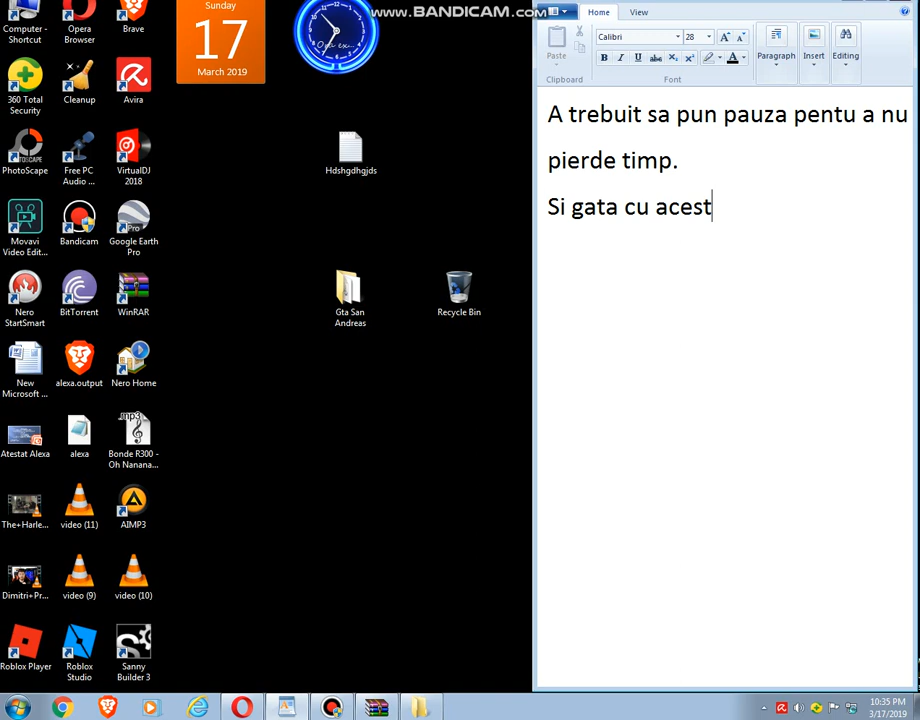 www.BANDICAM.com
Sunday
17
March 2019
Computer -
Shortcut
Opera
Browser
Brave
360 Total
Security
Cleanup
Avira
PhotoScape
Free PC
Audio ...
VirtualDJ
2018
Movavi
Video Edit...
Bandicam
Google Earth
Pro
Nero
StartSmart
BitTorrent
WinRAR
New
Microsoft ...
alexa.output
Nero Home
Atestat Alexa
alexa
.mp3
Bonde R300 -
Oh Nanana...
The+Harle...
video (11)
AIMP3
Dimitri+Pr...
video (9)
video (10)
Roblox Player
Roblox
Studio
Sanny
Builder 3
Hdshgdhgjds
Gta San
Andreas
Recycle Bin
Home
View
Paste
Clipboard
Calibri
28
B I U abc X₂ X²
Font
Paragraph
Insert
Editing
A trebuit sa pun pauza pentu a nu
pierde timp.
Si gata cu acest
10:35 PM
3/17/2019